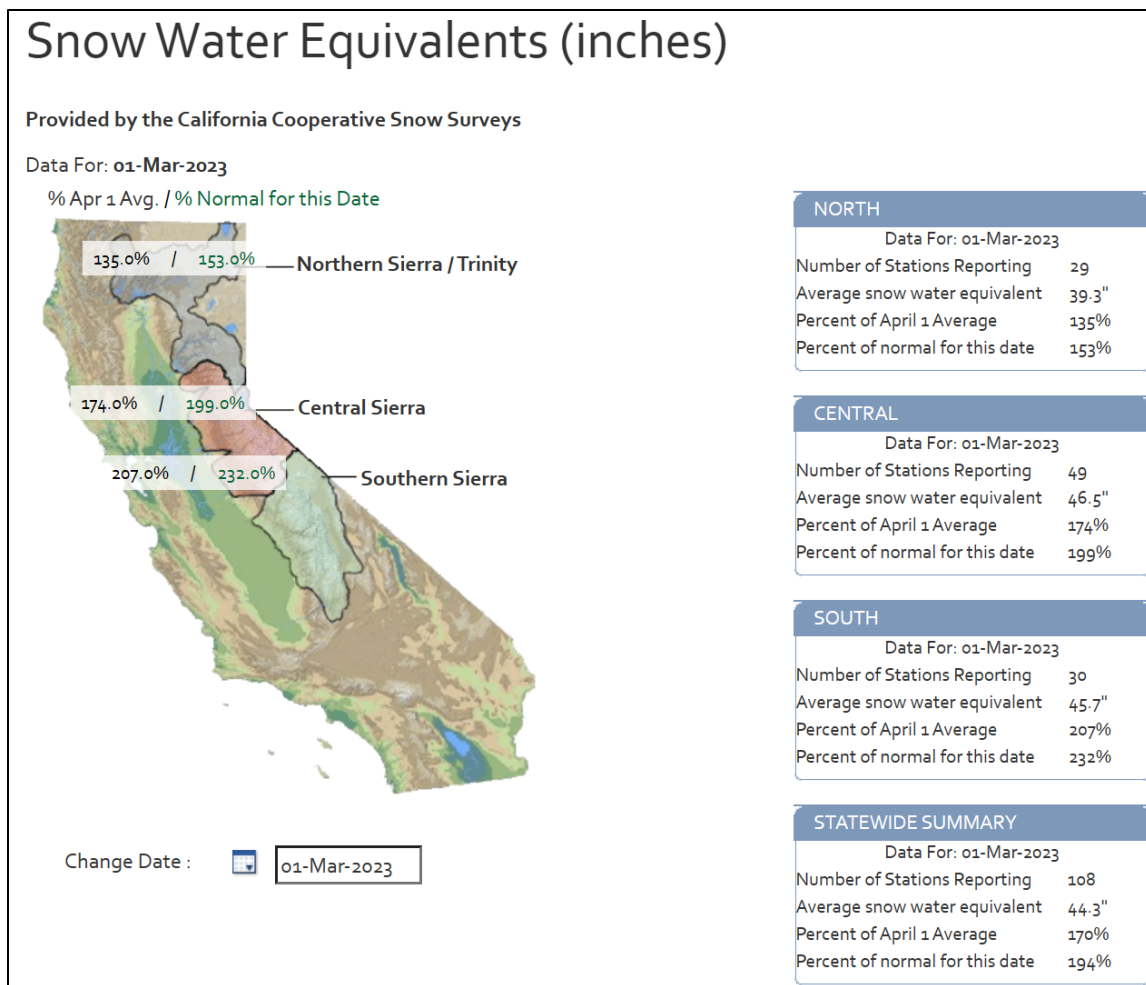 Snow Water Equivalents (inches)
Provided by the California Cooperative Snow Surveys
Data For: 01-Mar-2023
% Apr 1 Avg. / % Normal for this Date
135.0% / 153.0%
Northern Sierra / Trinity
174.0% / 199.0%
Central Sierra
207.0% / 232.0%
Southern Sierra
Change Date :
01-Mar-2023
NORTH
Data For: 01-Mar-2023
Number of Stations Reporting 29
Average snow water equivalent 39.3"
Percent of April 1 Average 135%
Percent of normal for this date 153%
CENTRAL
Data For: 01-Mar-2023
Number of Stations Reporting 49
Average snow water equivalent 46.5"
Percent of April 1 Average 174%
Percent of normal for this date 199%
SOUTH
Data For: 01-Mar-2023
Number of Stations Reporting 30
Average snow water equivalent 45.7"
Percent of April 1 Average 207%
Percent of normal for this date 232%
STATEWIDE SUMMARY
Data For: 01-Mar-2023
Number of Stations Reporting 108
Average snow water equivalent 44.3"
Percent of April 1 Average 170%
Percent of normal for this date 194%